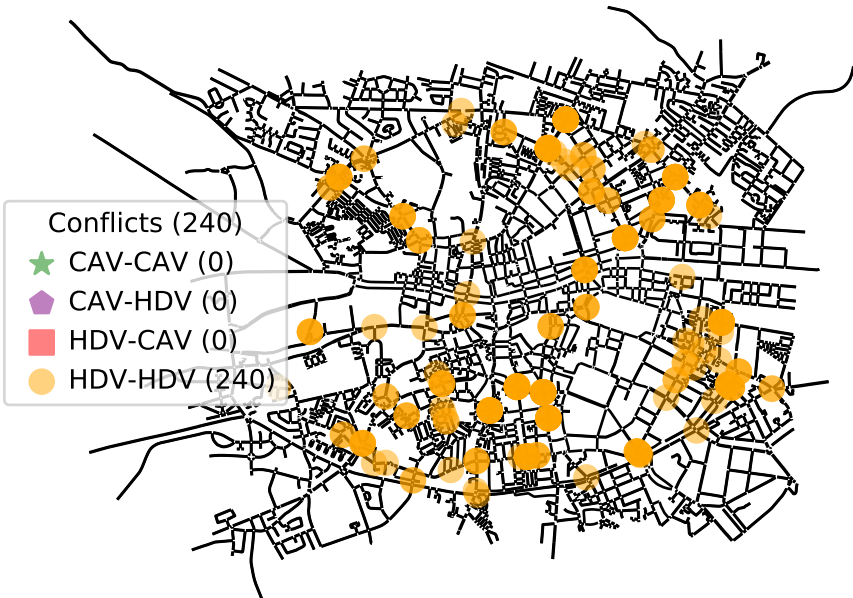 Conflicts (240)
CAV-CAV (0)
CAV-HDV (0)
HDV-CAV (0)
HDV-HDV (240)